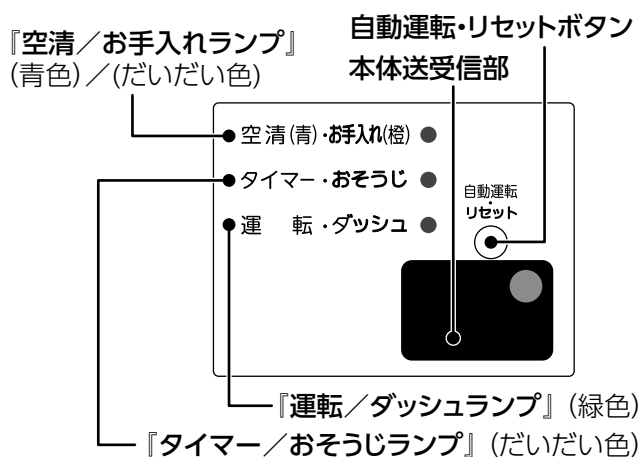 『空清／お手入れランプ』
(青色)／(だいだい色)
自動運転・リセットボタン
本体送受信部
空清(青)・お手入れ(橙)
タイマー・おそうじ
運　転・ダッシュ
自動運転
・
リセット
『運転／ダッシュランプ』(緑色)
『タイマー／おそうじランプ』(だいだい色)